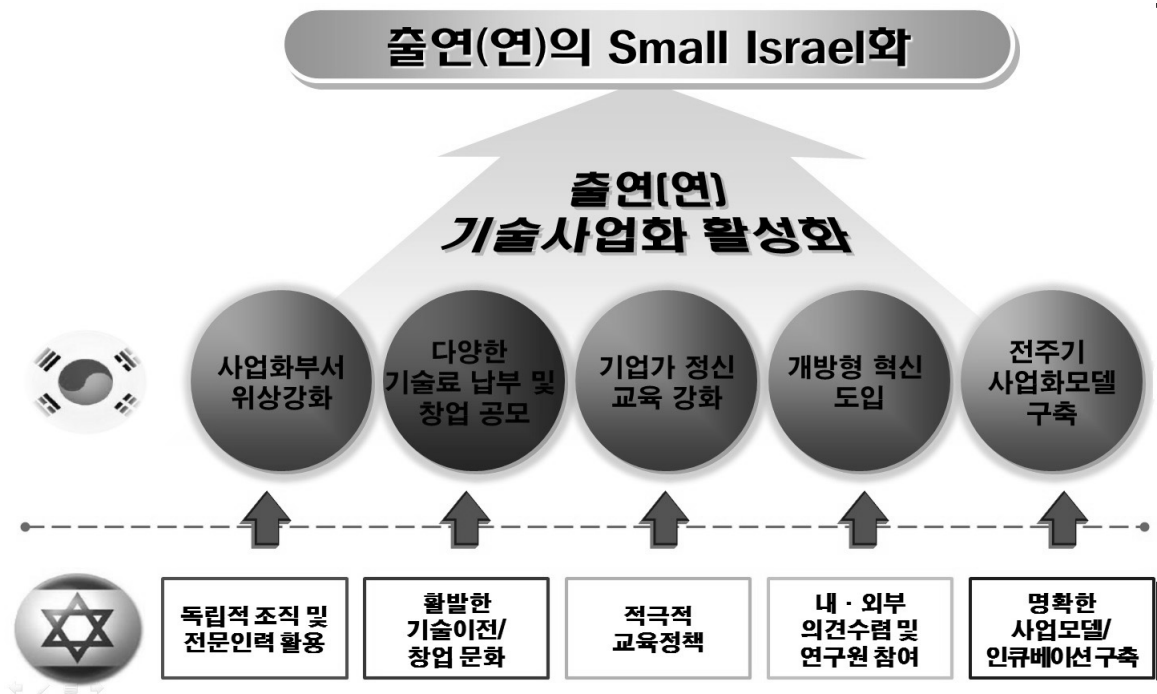 출연(연)의 Small Israel화
출연(연)
기술사업화 활성화
사업화부서
위상강화
다양한
기술료 납부 및
창업 공모
기업가 정신
교육 강화
개방형 혁신
도입
전주기
사업화모델
구축
독립적 조직 및
전문인력 활용
활발한
기술이전/
창업 문화
적극적
교육정책
내 · 외부
의견수렴 및
연구원 참여
명확한
사업모델/
인큐베이션 구축